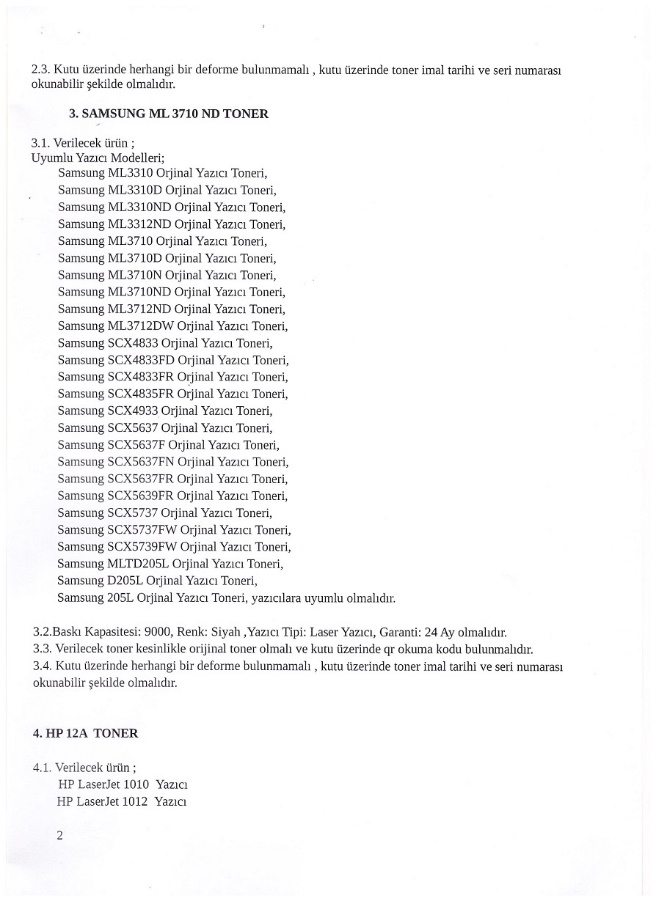 2.3. Kutu üzerinde herhangi bir deforme bulunmamalı , kutu üzerinde toner imal tarihi ve seri numarası
okunabilir şekilde olmalıdır.
3. SAMSUNG ML 3710 ND TONER
3.1. Verilecek ürün ;
Uyumlu Yazıcı Modelleri;
Samsung ML3310 Orjinal Yazıcı Toneri,
Samsung ML3310D Orjinal Yazıcı Toneri,
Samsung ML3310ND Orjinal Yazıcı Toneri,
Samsung ML3312ND Orjinal Yazıcı Toneri,
Samsung ML3710 Orjinal Yazıcı Toneri,
Samsung ML3710D Orjinal Yazıcı Toneri,
Samsung ML3710N Orjinal Yazıcı Toneri,
Samsung ML3710ND Orjinal Yazıcı Toneri,
Samsung ML3712ND Orjinal Yazıcı Toneri,
Samsung ML3712DW Orjinal Yazıcı Toneri,
Samsung SCX4833 Orjinal Yazıcı Toneri,
Samsung SCX4833FD Orjinal Yazıcı Toneri,
Samsung SCX4833FR Orjinal Yazıcı Toneri,
Samsung SCX4835FR Orjinal Yazıcı Toneri,
Samsung SCX4933 Orjinal Yazıcı Toneri,
Samsung SCX5637 Orjinal Yazıcı Toneri,
Samsung SCX5637F Orjinal Yazıcı Toneri,
Samsung SCX5637FN Orjinal Yazıcı Toneri,
Samsung SCX5637FR Orjinal Yazıcı Toneri,
Samsung SCX5639FR Orjinal Yazıcı Toneri,
Samsung SCX5737 Orjinal Yazıcı Toneri,
Samsung SCX5737FW Orjinal Yazıcı Toneri,
Samsung SCX5739FW Orjinal Yazıcı Toneri,
Samsung MLTD205L Orjinal Yazıcı Toneri,
Samsung D205L Orjinal Yazıcı Toneri,
Samsung 205L Orjinal Yazıcı Toneri, yazıcılara uyumlu olmalıdır.
3.2.Baskı Kapasitesi: 9000, Renk: Siyah ,Yazıcı Tipi: Laser Yazıcı, Garanti: 24 Ay olmalıdır.
3.3. Verilecek toner kesinlikle orijinal toner olmalı ve kutu üzerinde qr okuma kodu bulunmalıdır.
3.4. Kutu üzerinde herhangi bir deforme bulunmamalı , kutu üzerinde toner imal tarihi ve seri numarası
okunabilir şekilde olmalıdır.
4. HP 12A TONER
4.1. Verilecek ürün ;
HP LaserJet 1010 Yazıcı
HP LaserJet 1012 Yazıcı
2